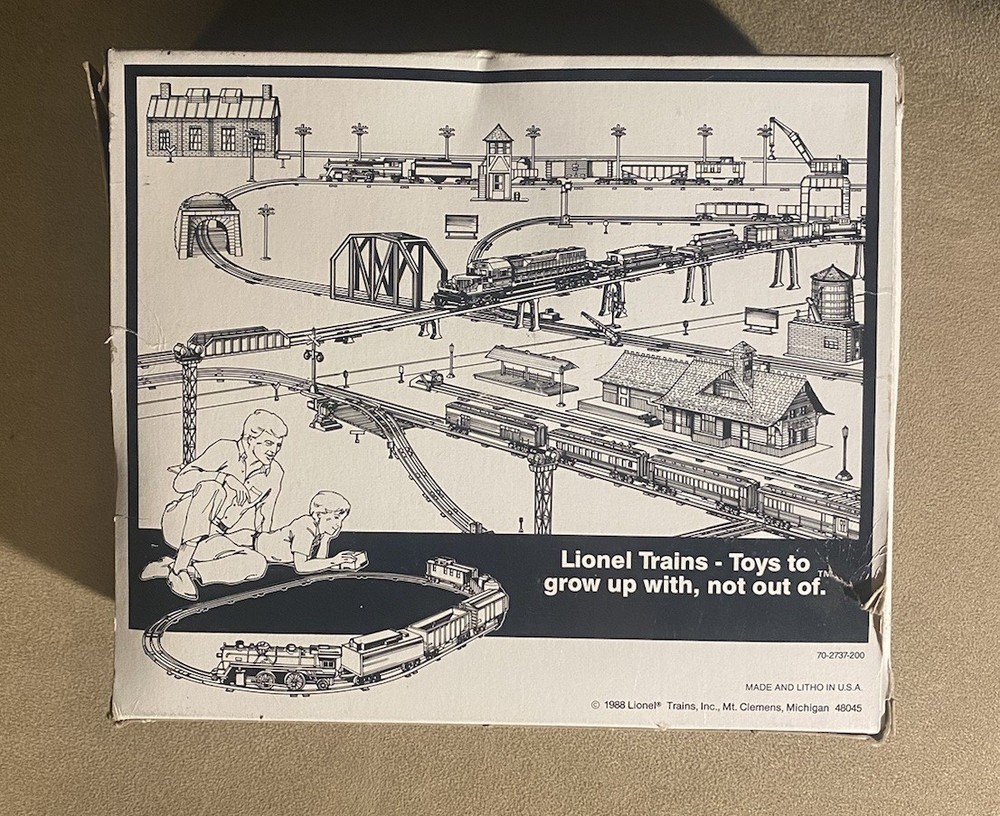 Lionel Trains - Toys to
grow up with, not out of.™
70-2737-200
MADE AND LITHO IN U.S.A.
© 1988 Lionel® Trains, Inc., Mt. Clemens, Michigan 48045